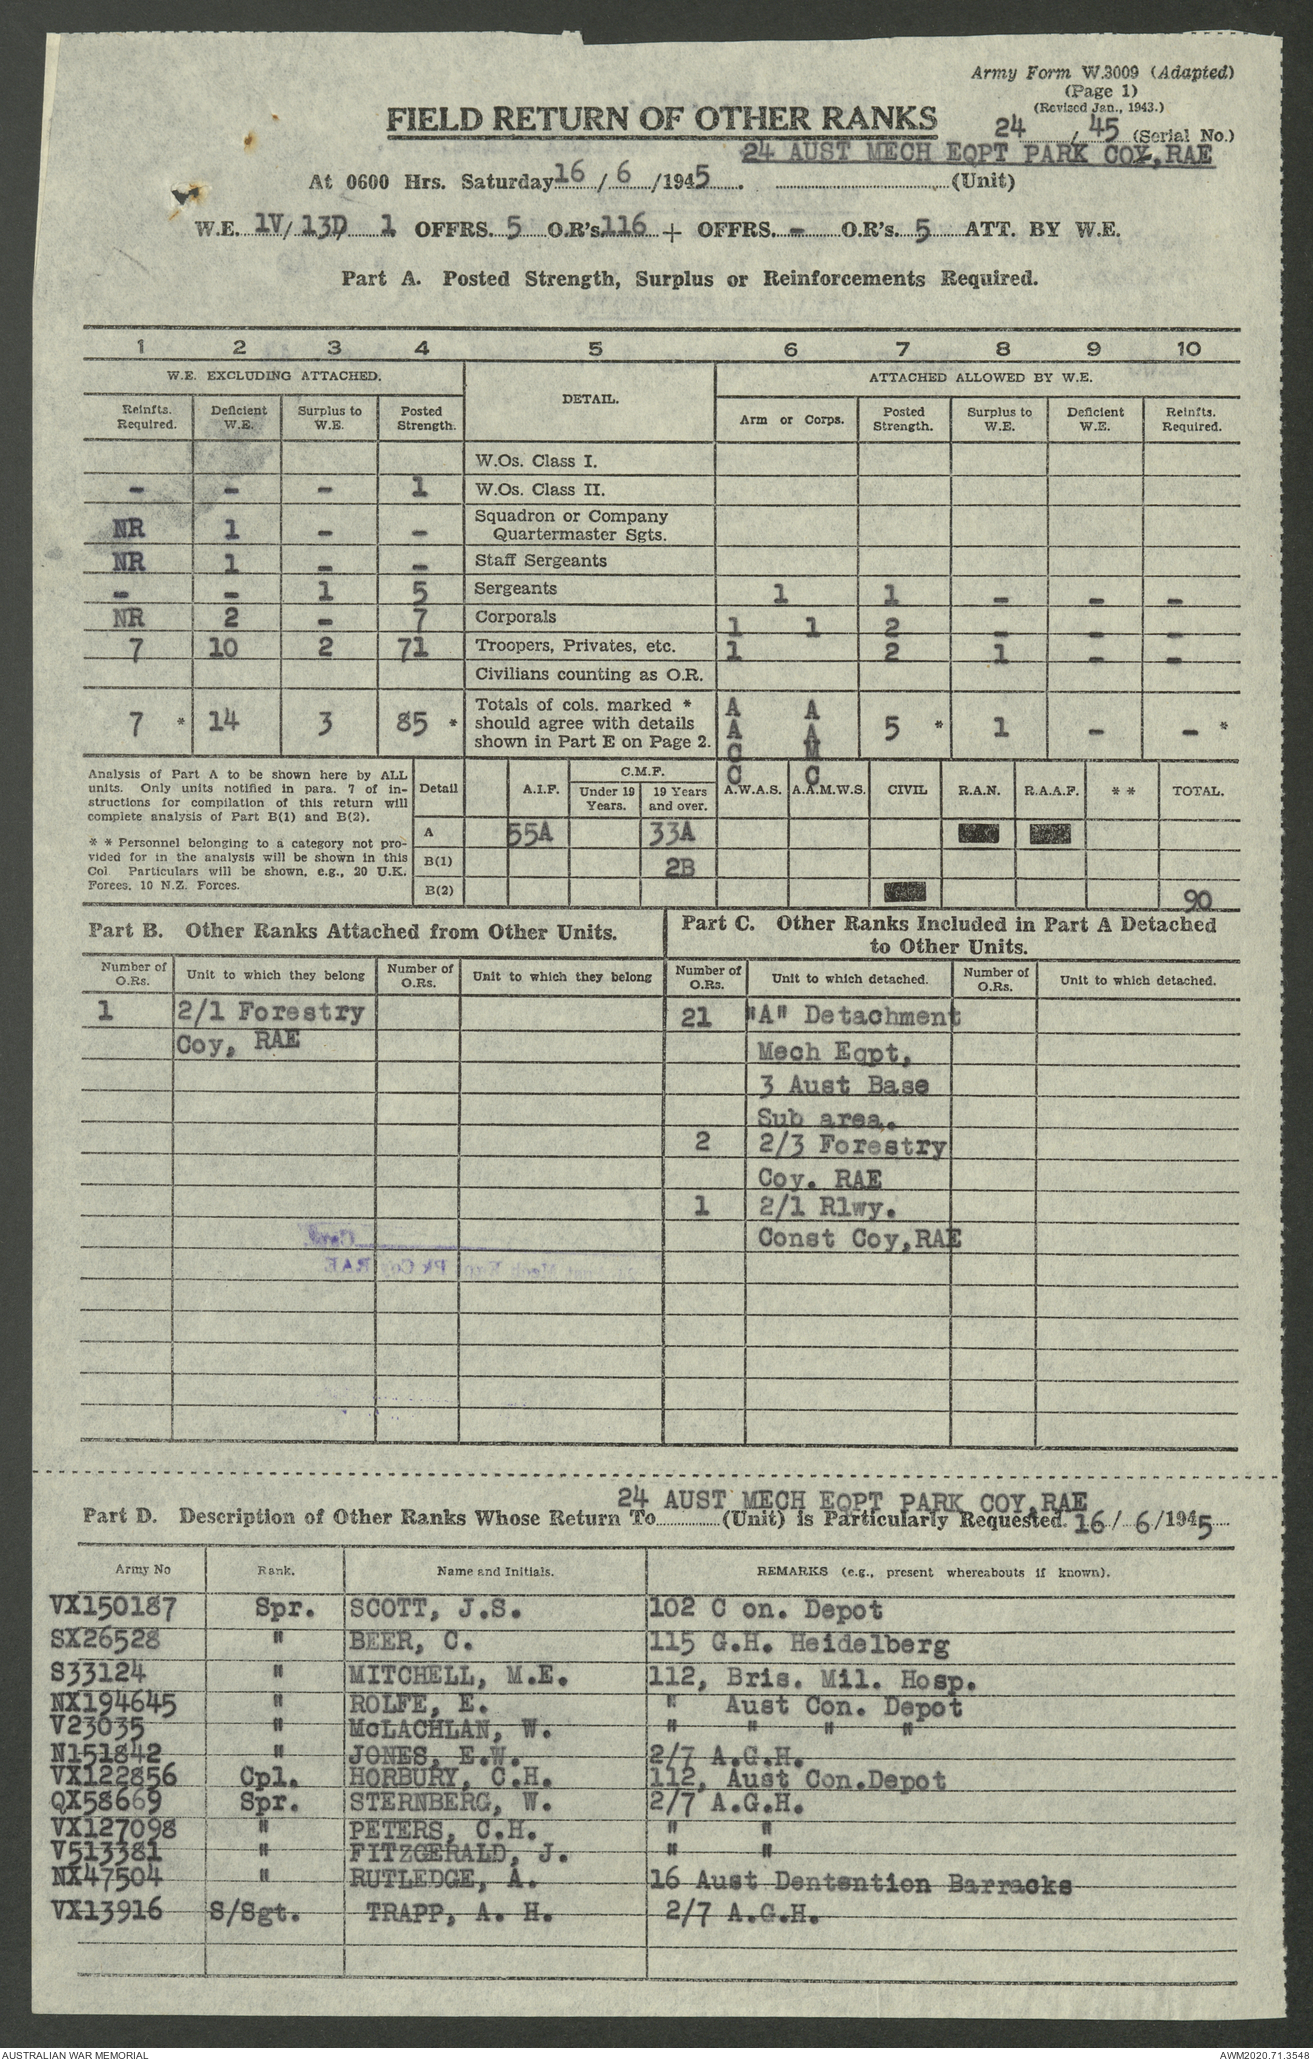 Army Form W.3009 (Adapted)
(Page 1)
(Revised Jan., 1943.)
FIELD RETURN OF OTHER RANKS
24 / 45 (Serial No.)
24 AUST MECH EQPT PARK COY, RAE
At 0600 Hrs. Saturday 16 / 6 /1945. (Unit)
W.E. 1V/ 13D 1 OFFRS. 5 O.R's 116 + OFFRS. - O.R's. 5 ATT. BY W.E.
Part A. Posted Strength, Surplus or Reinforcements Required.
1 2 3 4 5 6 7 8 9 10
W.E. EXCLUDING ATTACHED. DETAIL. ATTACHED ALLOWED BY W.E.
Reinfts. Required. Deficient W.E. Surplus to W.E. Posted Strength. Arm or Corps. Posted Strength. Surplus to W.E. Deficient W.E. Reinfts. Required.
W.Os. Class I.
- - - 1 W.Os. Class II.
NR 1 - - Squadron or Company Quartermaster Sgts.
NR 1 - - Staff Sergeants
- - 1 5 Sergeants 1 1 - - -
NR 2 - 7 Corporals 1 1 2 - - -
7 10 2 71 Troopers, Privates, etc. 1 2 1 - -
Civilians counting as O.R.
7 * 14 3 85 * Totals of cols. marked * should agree with details shown in Part E on Page 2. A A A A C M C C 5 * 1 - - *
Analysis of Part A to be shown here by ALL units. Only units notified in para. 7 of instructions for compilation of this return will complete analysis of Part B(1) and B(2).
* * Personnel belonging to a category not provided for in the analysis will be shown in this Col. Particulars will be shown, e.g., 20 U.K. Forces, 10 N.Z. Forces.
Detail A.I.F. C.M.F. Under 19 Years. 19 Years and over. A.W.A.S. A.A.M.W.S. CIVIL R.A.N. R.A.A.F. * * TOTAL.
A 55A 33A
B(1) 2B
B(2) 90
Part B. Other Ranks Attached from Other Units.
Part C. Other Ranks Included in Part A Detached to Other Units.
Number of O.Rs. Unit to which they belong Number of O.Rs. Unit to which they belong Number of O.Rs. Unit to which detached. Number of O.Rs. Unit to which detached.
1 2/1 Forestry 21 "A" Detachment
Coy, RAE Mech Eqpt,
3 Aust Base
Sub area.
2 2/3 Forestry
Coy. RAE
1 2/1 Rlwy.
Const Coy,RAE
24 AUST MECH EQPT PARK COY,RAE
Part D. Description of Other Ranks Whose Return To (Unit) is Particularly Requested. 16/ 6/1945
Army No Rank. Name and Initials. REMARKS (e.g., present whereabouts if known).
VX150187 Spr. SCOTT, J.S. 102 C on. Depot
SX26528 " BEER, C. 115 G.H. Heidelberg
S33124 " MITCHELL, M.E. 112, Bris. Mil. Hosp.
NX194645 " ROLFE, E. " Aust Con. Depot
V23035 " McLACHLAN, W. " " " "
N151842 " JONES, E.W. 2/7 A.G.H.
VX122856 Cpl. HORBURY, C.H. 112, Aust Con.Depot
QX58669 Spr. STERNBERG, W. 2/7 A.G.H.
VX127098 " PETERS, C.H. " "
V513381 " FITZGERALD, J. " "
NX47504 " RUTLEDGE, A. 16 Aust Dentention Barracks
VX13916 S/Sgt. TRAPP, A. H. 2/7 A.G.H.
AUSTRALIAN WAR MEMORIAL AWM2020.71.3548